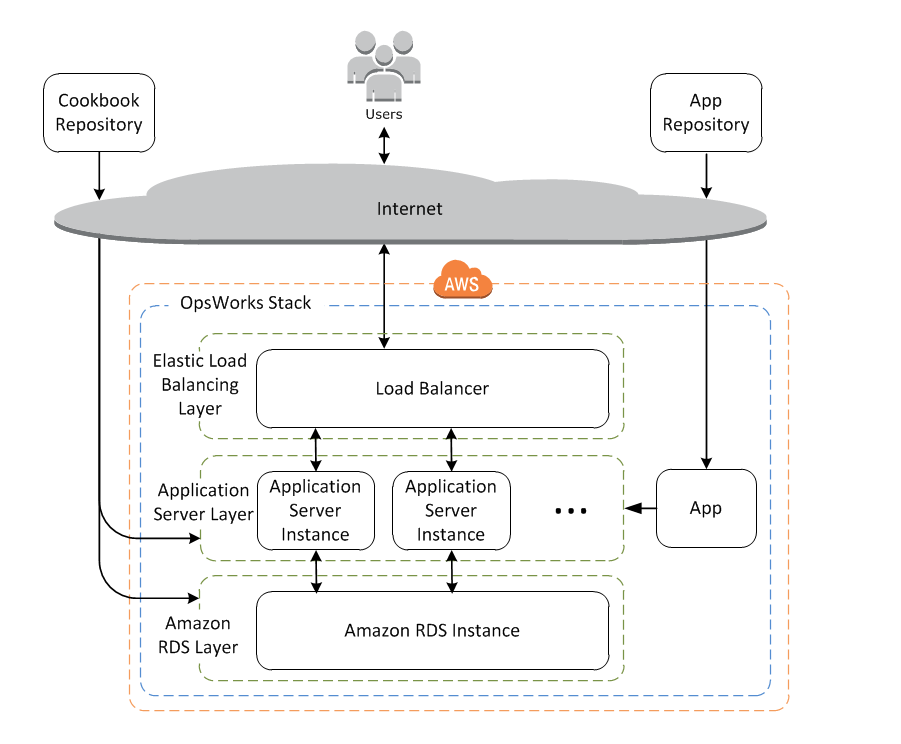 Users
Cookbook
Repository
App
Repository
Internet
AWS
OpsWorks Stack
Elastic Load
Balancing
Layer
Load Balancer
Application
Server Layer
Application
Server
Instance
Application
Server
Instance
...
App
Amazon
RDS Layer
Amazon RDS Instance